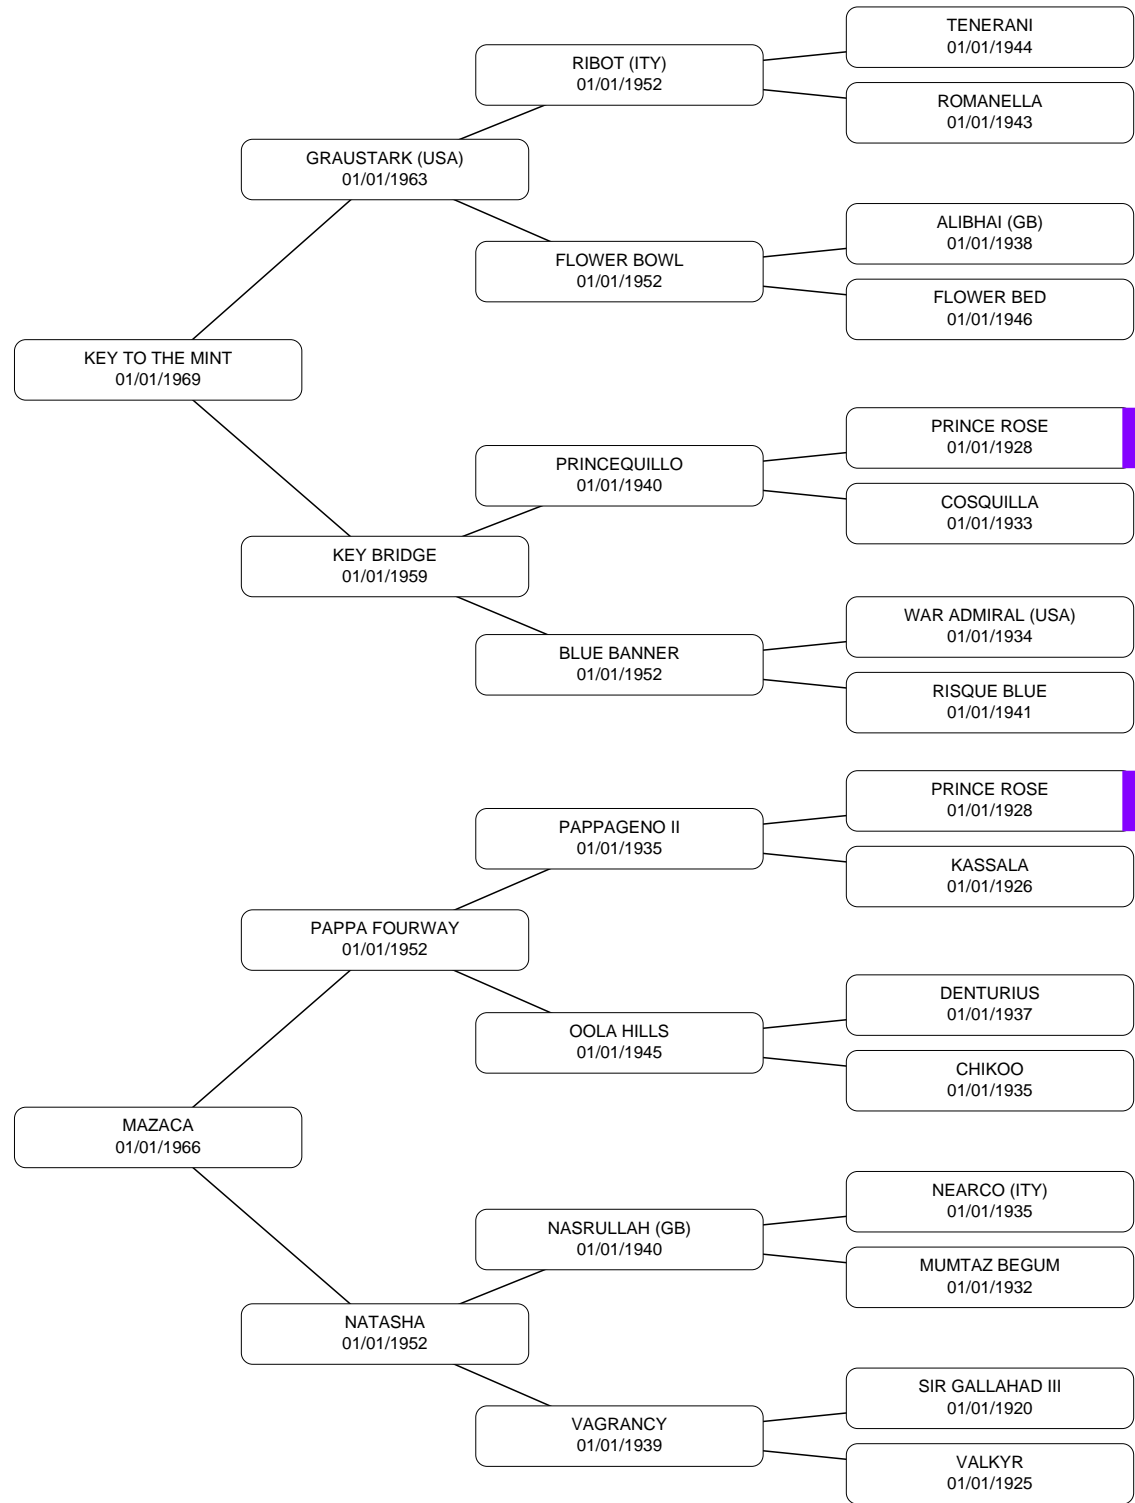 TENERANI
01/01/1944
RIBOT (ITY)
01/01/1952
ROMANELLA
01/01/1943
GRAUSTARK (USA)
01/01/1963
ALIBHAI (GB)
01/01/1938
FLOWER BOWL
01/01/1952
FLOWER BED
01/01/1946
KEY TO THE MINT
01/01/1969
PRINCE ROSE
01/01/1928
PRINCEQUILLO
01/01/1940
COSQUILLA
01/01/1933
KEY BRIDGE
01/01/1959
WAR ADMIRAL (USA)
01/01/1934
BLUE BANNER
01/01/1952
RISQUE BLUE
01/01/1941
PRINCE ROSE
01/01/1928
PAPPAGENO II
01/01/1935
KASSALA
01/01/1926
PAPPA FOURWAY
01/01/1952
DENTURIUS
01/01/1937
OOLA HILLS
01/01/1945
CHIKOO
01/01/1935
MAZACA
01/01/1966
NEARCO (ITY)
01/01/1935
NASRULLAH (GB)
01/01/1940
MUMTAZ BEGUM
01/01/1932
NATASHA
01/01/1952
SIR GALLAHAD III
01/01/1920
VAGRANCY
01/01/1939
VALKYR
01/01/1925